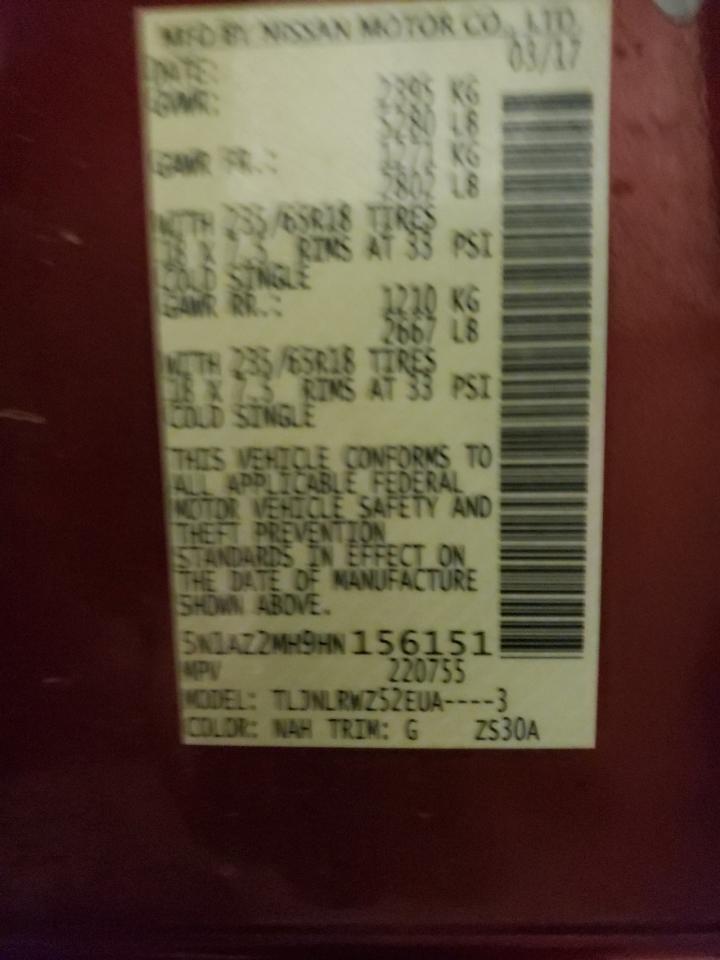 MFD BY NISSAN MOTOR CO., LTD.
DATE: 03/17
GVWR: 2395 KG
5280 LB
GAWR FR.: KG
2802 LB
WITH 235/65R18 TIRES
18 X 7.5 RIMS AT 33 PSI
COLD SINGLE
GAWR RR.: 1210 KG
2667 LB
WITH 235/65R18 TIRES
18 X 7.5 RIMS AT 33 PSI
COLD SINGLE
THIS VEHICLE CONFORMS TO
ALL APPLICABLE FEDERAL
MOTOR VEHICLE SAFETY AND
THEFT PREVENTION
STANDARDS IN EFFECT ON
THE DATE OF MANUFACTURE
SHOWN ABOVE.
5N1AZ2MH9HN156151
MPV 220755
MODEL: TLJNLRWZ52EUA----3
COLOR: NAH TRIM: G ZS30A